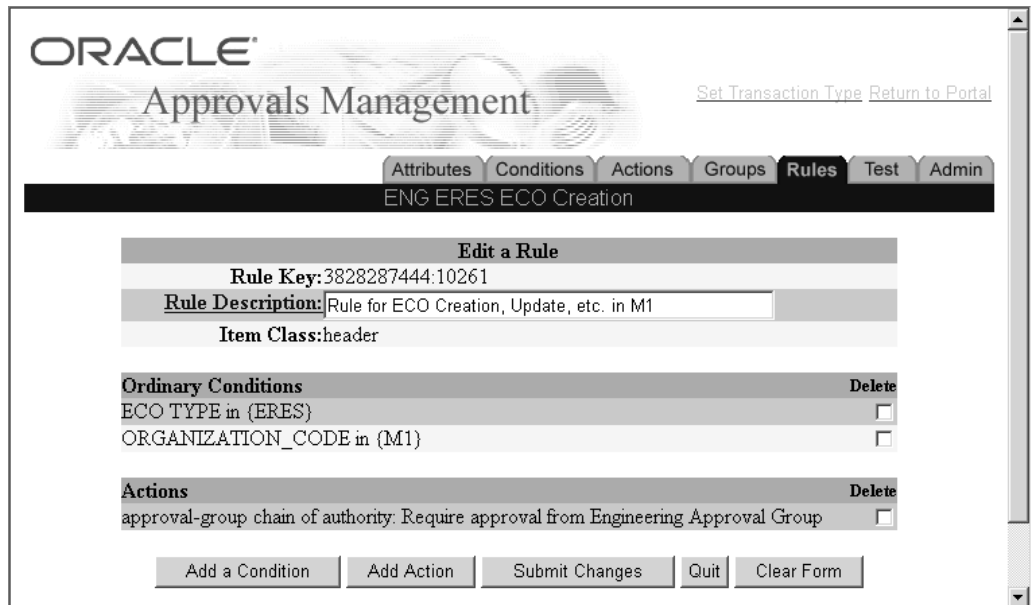 ORACLE
Approvals Management
Set Transaction Type Return to Portal
Attributes Conditions Actions Groups Rules Test Admin
ENG ERES ECO Creation
Edit a Rule
Rule Key:3828287444:10261
Rule Description: Rule for ECO Creation, Update, etc. in M1
Item Class:header
Ordinary Conditions Delete
ECO TYPE in {ERES}
ORGANIZATION_CODE in {M1}
Actions Delete
approval-group chain of authority: Require approval from Engineering Approval Group
Add a Condition Add Action Submit Changes Quit Clear Form